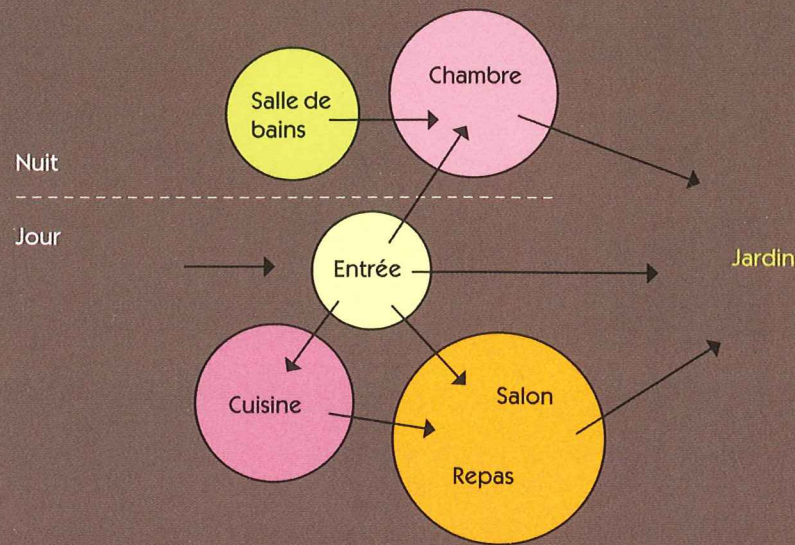 Chambre
Salle de
bains
Nuit
Jour
Entrée
Jardin
Cuisine
Salon
Repas